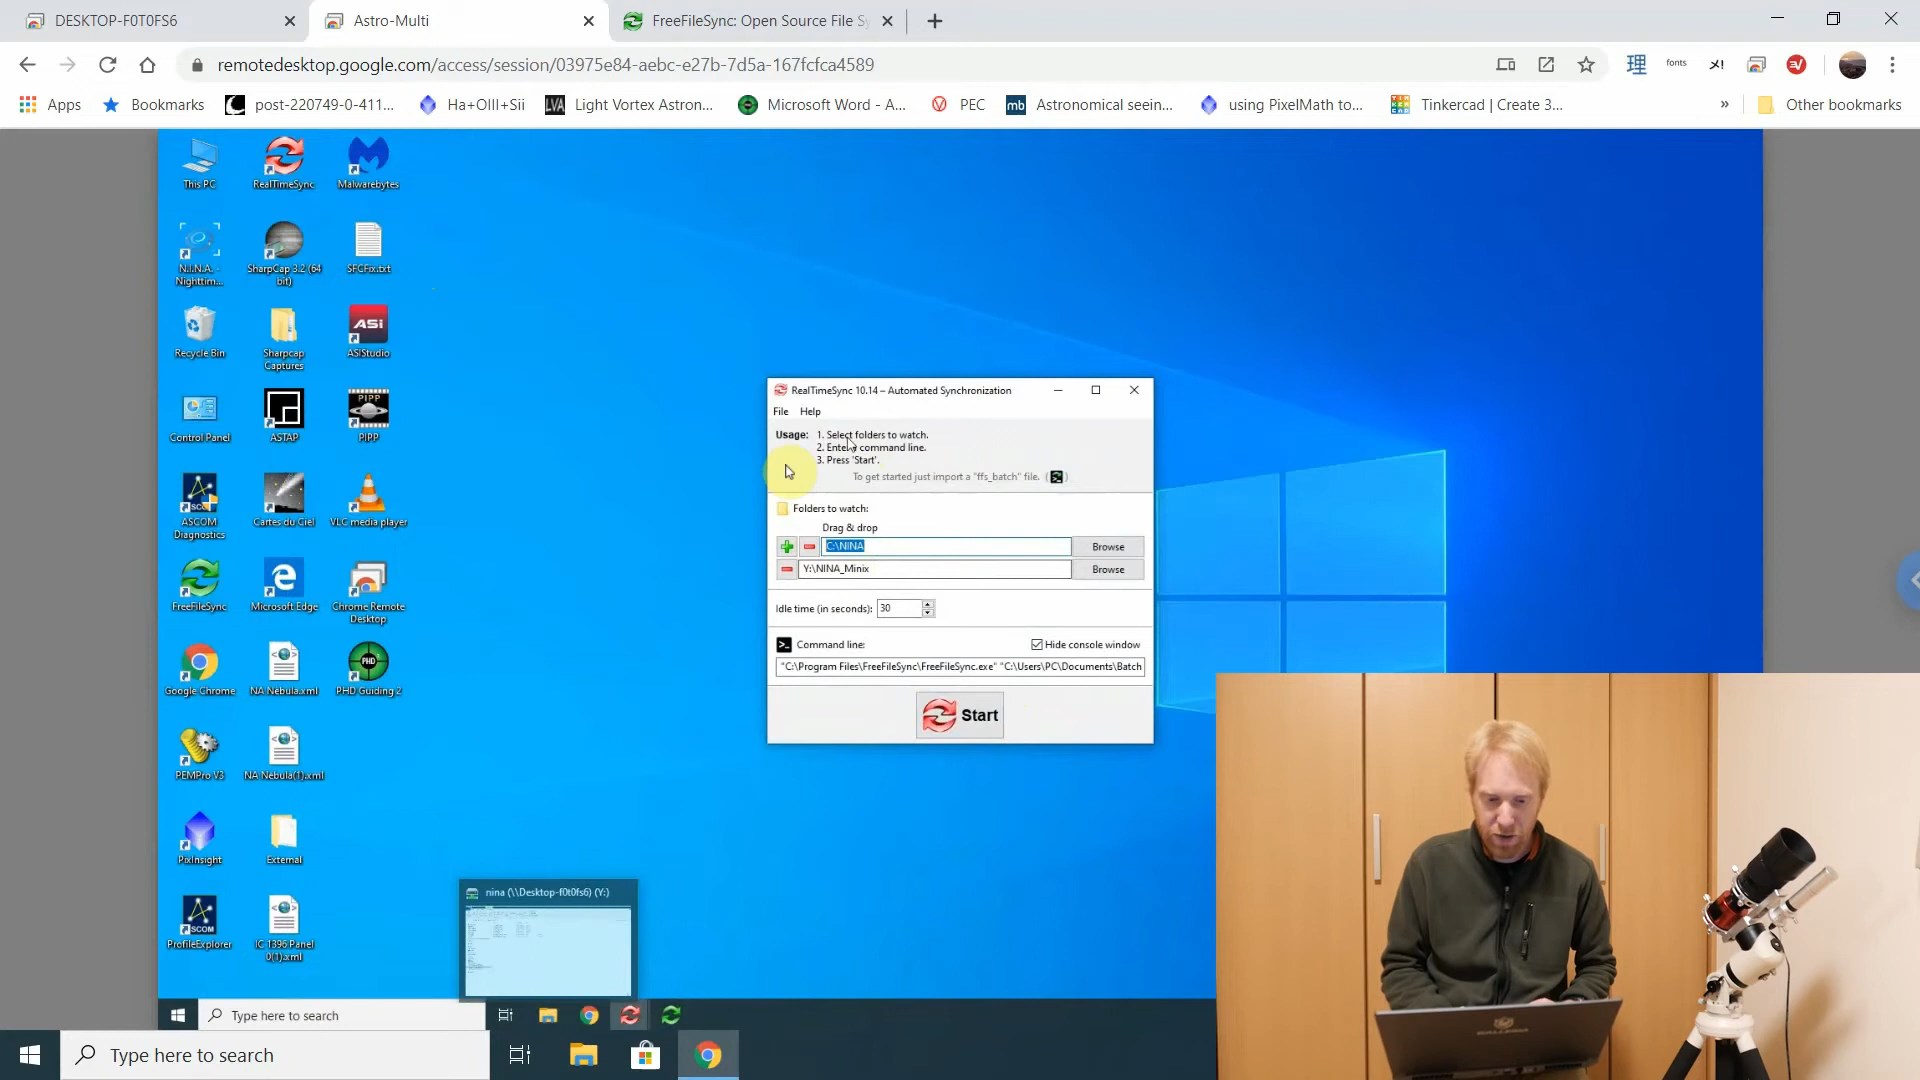 DESKTOP-F0T0FS6
Astro-Multi
FreeFileSync: Open Source File Sy
remotedesktop.google.com/access/session/03975e84-aebc-e27b-7d5a-167fcfca4589
fonts
Apps
Bookmarks
post-220749-0-411...
Ha+OIII+Sii
LVA
Light Vortex Astron...
Microsoft Word - A...
PEC
mb
Astronomical seein...
using PixelMath to...
Tinkercad | Create 3...
»
Other bookmarks
This PC
RealTimeSync
Malwarebytes
N.I.N.A. -
Nighttim...
SharpCap 3.2 (64
bit)
SFCFix.txt
Recycle Bin
Sharpcap
Captures
ASI
ASIStudio
Control Panel
ASTAP
PIPP
PIPP
ASCOM
Diagnostics
Cartes du Ciel
VLC media player
FreeFileSync
Microsoft Edge
Chrome Remote
Desktop
Google Chrome
NA Nebula.xml
PHD
PHD Guiding 2
PEMPro V3
NA Nebula(1).xml
PixInsight
External
ASCOM
ProfileExplorer
IC 1396 Panel
0(1).xml
RealTimeSync 10.14 – Automated Synchronization
File Help
Usage: 1. Select folders to watch.
2. Enter a command line.
3. Press 'Start'.
To get started just import a "ffs_batch" file. ( )
Folders to watch:
Drag & drop
C:\NINA
Browse
Y:\NINA_Minix
Browse
Idle time (in seconds): 30
Command line:
Hide console window
"C:\Program Files\FreeFileSync\FreeFileSync.exe" "C:\Users\PC\Documents\Batch
Start
nina (\\Desktop-f0t0fs6) (Y:)
Type here to search
Type here to search